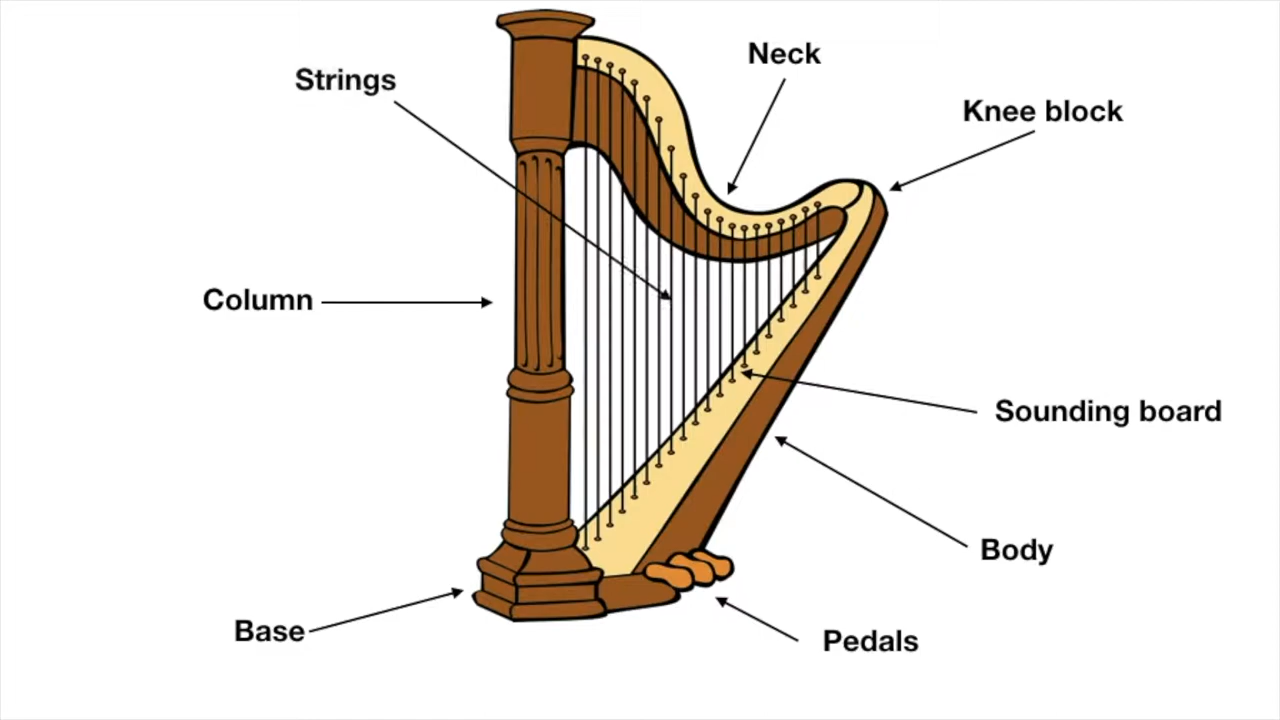 Neck
Strings
Knee block
Column
Sounding board
Body
Base
Pedals